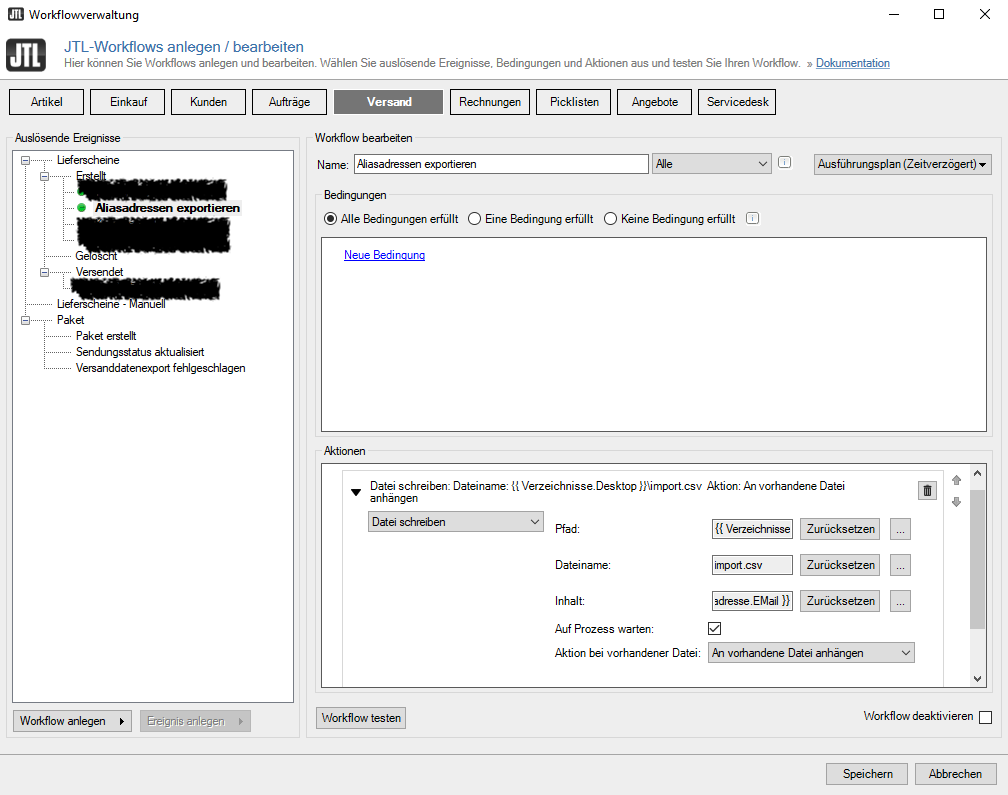 JTL Workflowverwaltung
JTL JTL-Workflows anlegen / bearbeiten
Hier können Sie Workflows anlegen und bearbeiten. Wählen Sie auslösende Ereignisse, Bedingungen und Aktionen aus und testen Sie Ihren Workflow. » Dokumentation
Artikel Einkauf Kunden Aufträge Versand Rechnungen Picklisten Angebote Servicedesk
Auslösende Ereignisse
Lieferscheine
Erstellt
Aliasadressen exportieren
Gelöscht
Versendet
Lieferscheine - Manuell
Paket
Paket erstellt
Sendungsstatus aktualisiert
Versanddatenexport fehlgeschlagen
Workflow anlegen Ereignis anlegen
Workflow bearbeiten
Name: Aliasadressen exportieren Alle i Ausführungsplan (Zeitverzögert)
Bedingungen
Alle Bedingungen erfüllt Eine Bedingung erfüllt Keine Bedingung erfüllt i
Neue Bedingung
Aktionen
Datei schreiben: Dateiname: {{ Verzeichnisse.Desktop }}\import.csv Aktion: An vorhandene Datei
anhängen
Datei schreiben
Pfad: {{ Verzeichnisse Zurücksetzen ...
Dateiname: import.csv Zurücksetzen ...
Inhalt: adresse.EMail }} Zurücksetzen ...
Auf Prozess warten:
Aktion bei vorhandener Datei: An vorhandene Datei anhängen
Workflow testen Workflow deaktivieren
Speichern Abbrechen